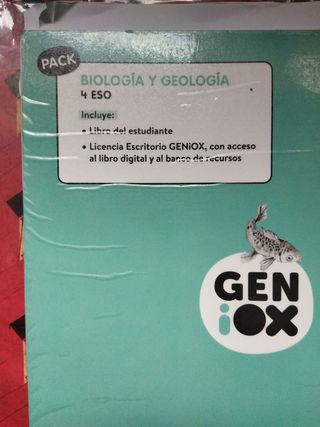 PACK
BIOLOGÍA Y GEOLOGÍA
4 ESO
Incluye:
• Libro del estudiante
• Licencia Escritorio GENiOX, con acceso
al libro digital y al banco de recursos
GEN
iOX